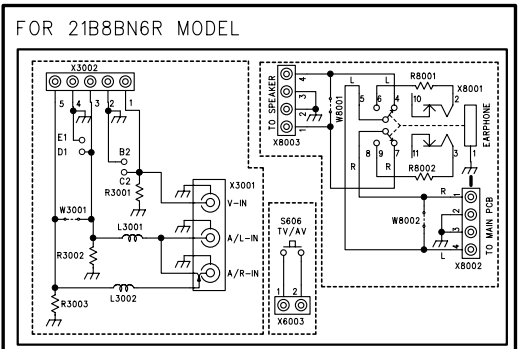 FOR 21B8BN6R MODEL
X3002
5 4 3 2 1
E1
D1
B2
C2
R3001
W3001
L3001
R3002
L3002
R3003
X3001
V-IN
A/L-IN
A/R-IN
S606
TV/AV
1 2
X6003
TO SPEAKER
4
3
2
1
X8003
W8001
L L
5 6 4
8 9 7
R R
R8001
10 2
11 3
R8002
X8001
EARPHONE
1
W8002
R
L
1
2
3
4
X8002
TO MAIN PCB